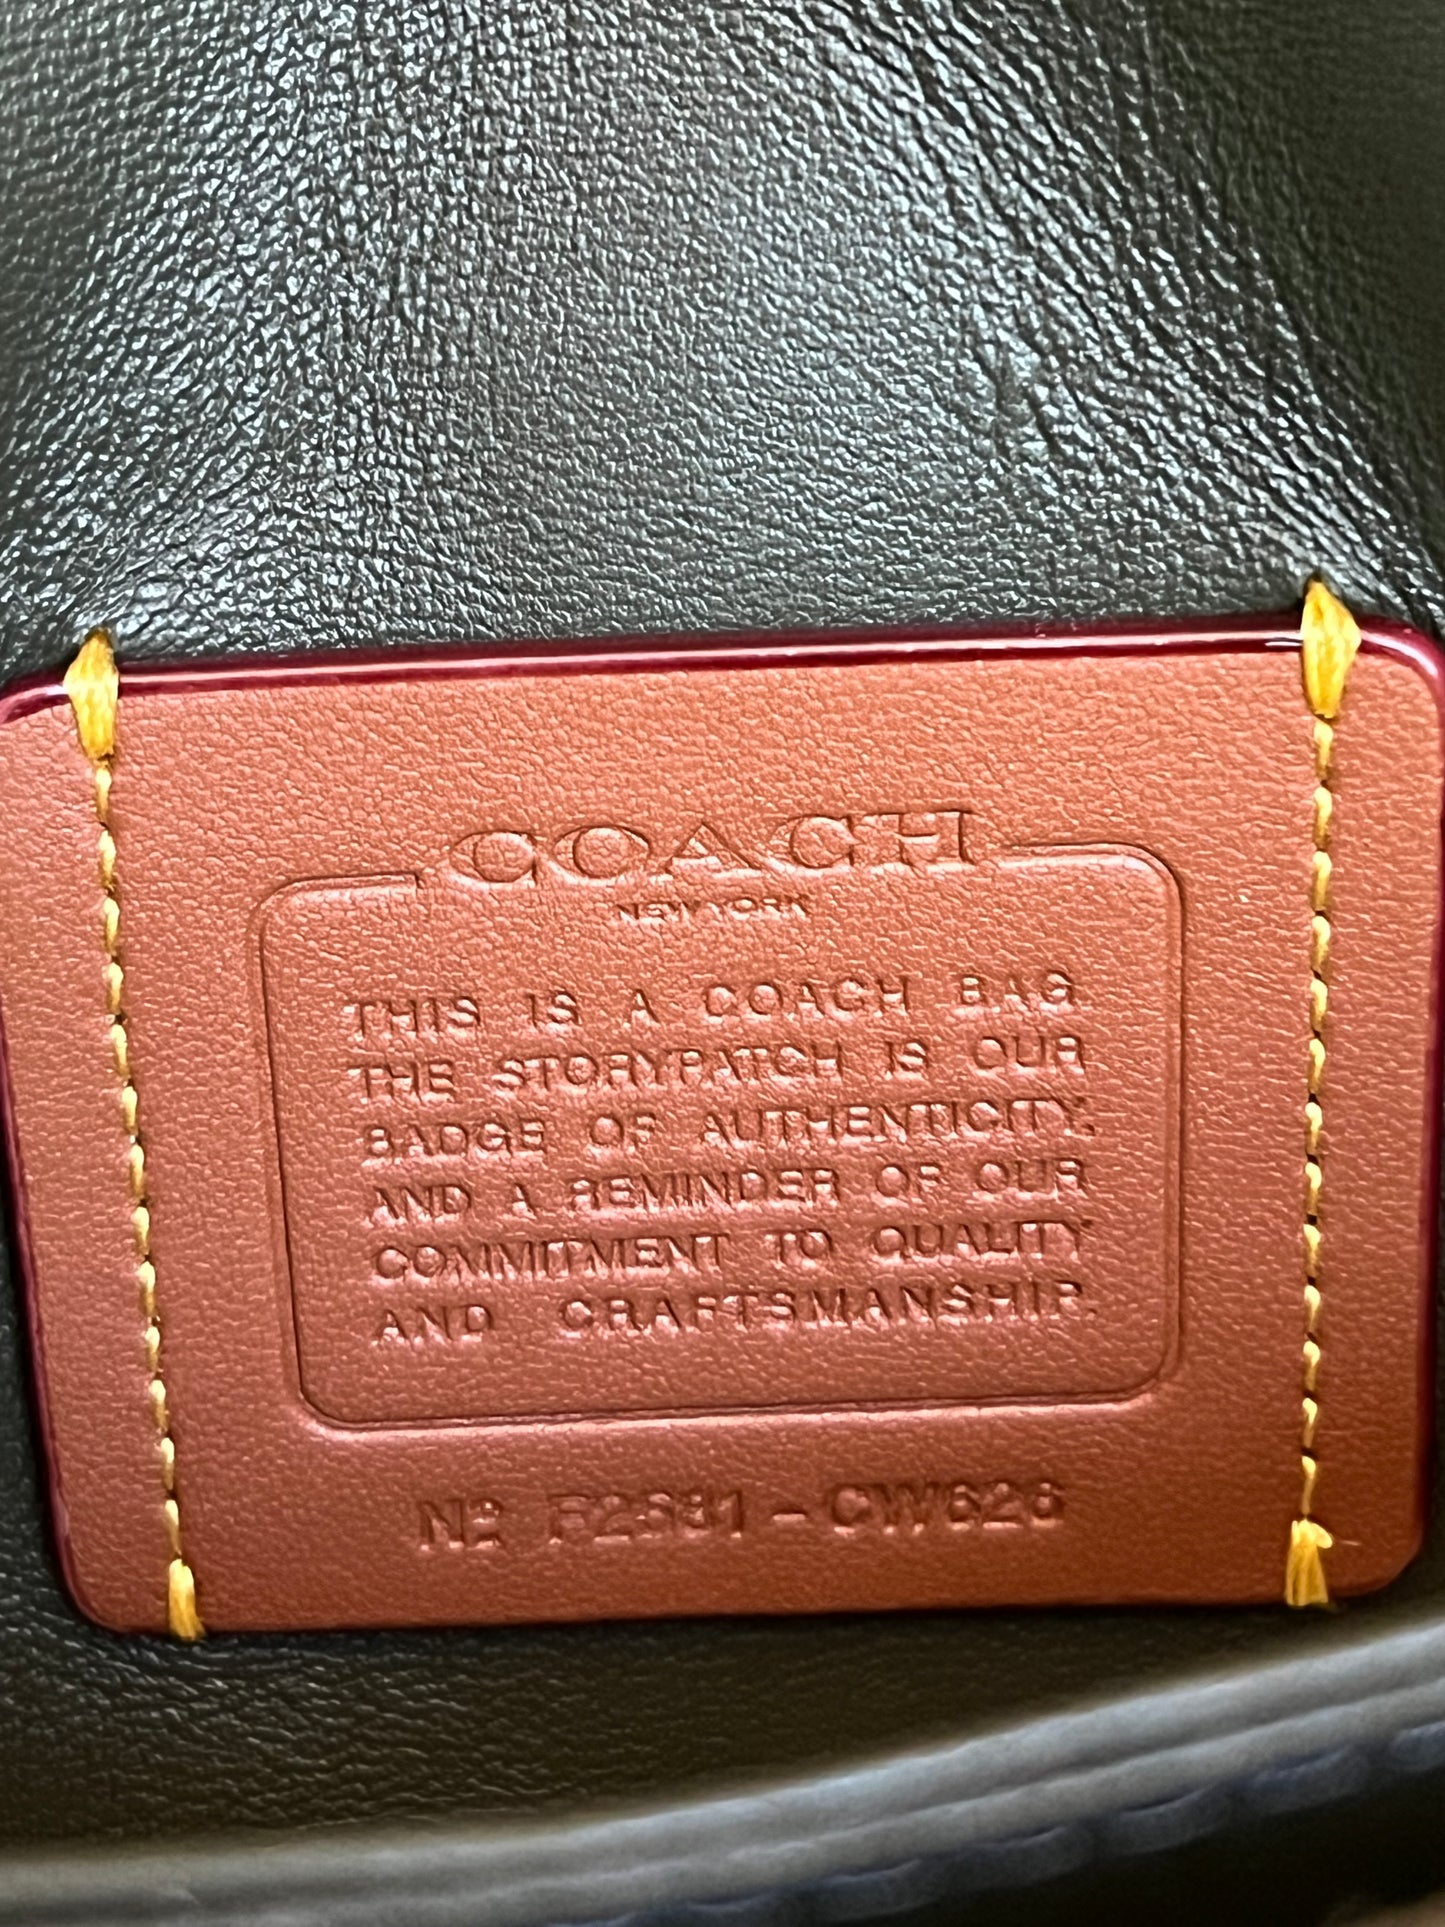 COACH
NEW YORK
THIS IS A COACH BAG.
THE STORYPATCH IS OUR
BADGE OF AUTHENTICITY,
AND A REMINDER OF OUR
COMMITMENT TO QUALITY
AND CRAFTSMANSHIP.
Nº F2681-CW626